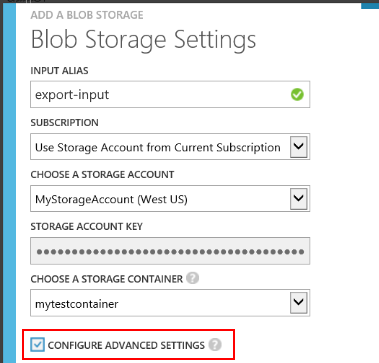 ADD A BLOB STORAGE
Blob Storage Settings
INPUT ALIAS
export-input
SUBSCRIPTION
Use Storage Account from Current Subscription
CHOOSE A STORAGE ACCOUNT
MyStorageAccount (West US)
STORAGE ACCOUNT KEY
CHOOSE A STORAGE CONTAINER ?
mytestcontainer
CONFIGURE ADVANCED SETTINGS ?